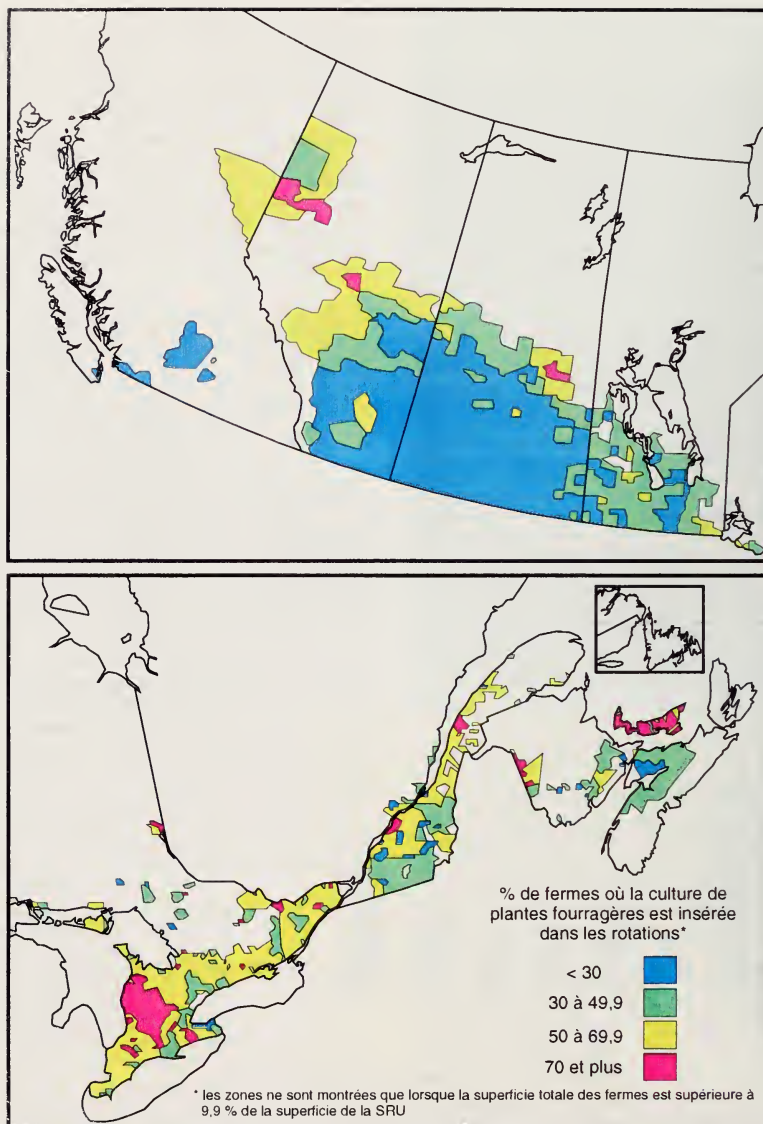 % de fermes où la culture de
plantes fourragères est insérée
dans les rotations*
< 30
30 à 49,9
50 à 69,9
70 et plus
* les zones ne sont montrées que lorsque la superficie totale des fermes est supérieure à
9,9 % de la superficie de la SRU